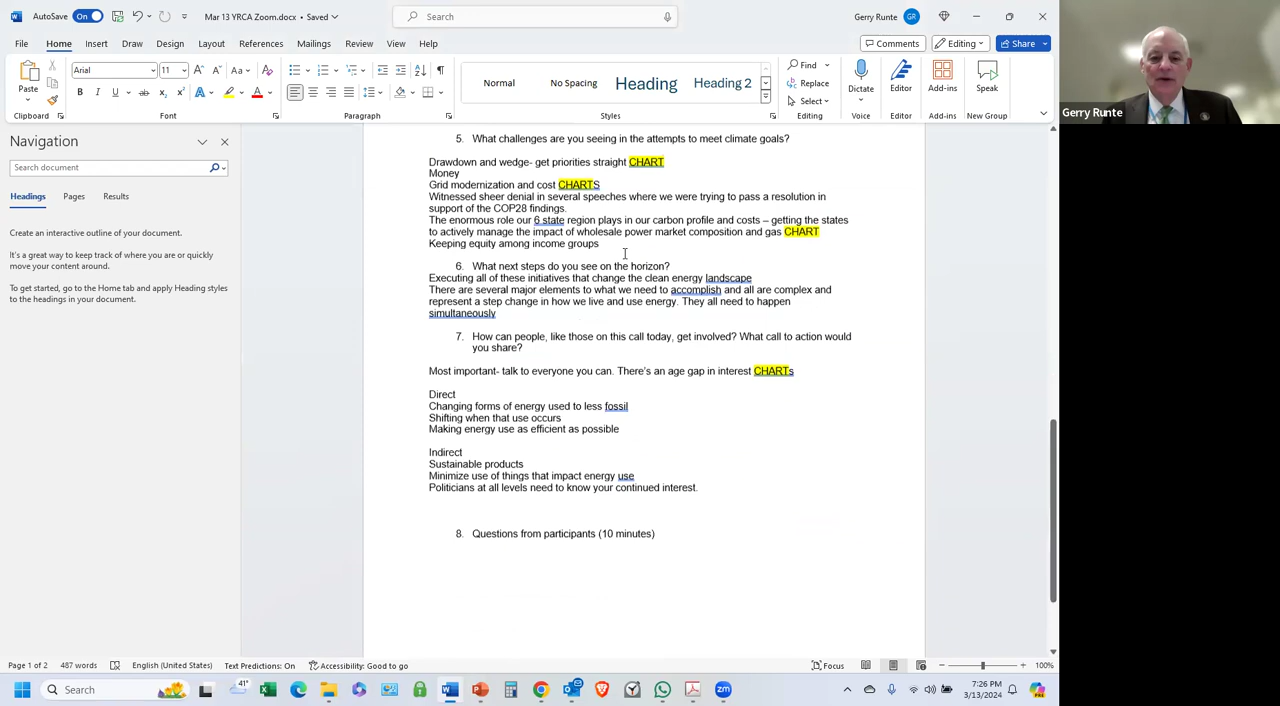 AutoSave On Mar 13 YRCA Zoom.docx • Saved Search Gerry Runte GR
File Home Insert Draw Design Layout References Mailings Review View Help Comments Editing Share
Paste Arial 11 Aa Normal No Spacing Heading Heading 2 Find Replace Select Dictate Editor Add-ins Speak
Clipboard Font Paragraph Styles Editing Voice Editor Add-ins New Group
Gerry Runte
Navigation
Search document
Headings Pages Results
Create an interactive outline of your document.
It's a great way to keep track of where you are or quickly
move your content around.
To get started, go to the Home tab and apply Heading styles
to the headings in your document.
5. What challenges are you seeing in the attempts to meet climate goals?
Drawdown and wedge- get priorities straight CHART
Money
Grid modernization and cost CHARTS
Witnessed sheer denial in several speeches where we were trying to pass a resolution in
support of the COP28 findings.
The enormous role our 6 state region plays in our carbon profile and costs – getting the states
to actively manage the impact of wholesale power market composition and gas CHART
Keeping equity among income groups
6. What next steps do you see on the horizon?
Executing all of these initiatives that change the clean energy landscape
There are several major elements to what we need to accomplish and all are complex and
represent a step change in how we live and use energy. They all need to happen
simultaneously
7. How can people, like those on this call today, get involved? What call to action would
you share?
Most important- talk to everyone you can. There's an age gap in interest CHARTs
Direct
Changing forms of energy used to less fossil
Shifting when that use occurs
Making energy use as efficient as possible
Indirect
Sustainable products
Minimize use of things that impact energy use
Politicians at all levels need to know your continued interest.
8. Questions from participants (10 minutes)
Page 1 of 2 487 words English (United States) Text Predictions: On Accessibility: Good to go Focus 100%
Search 41° 7:26 PM
3/13/2024